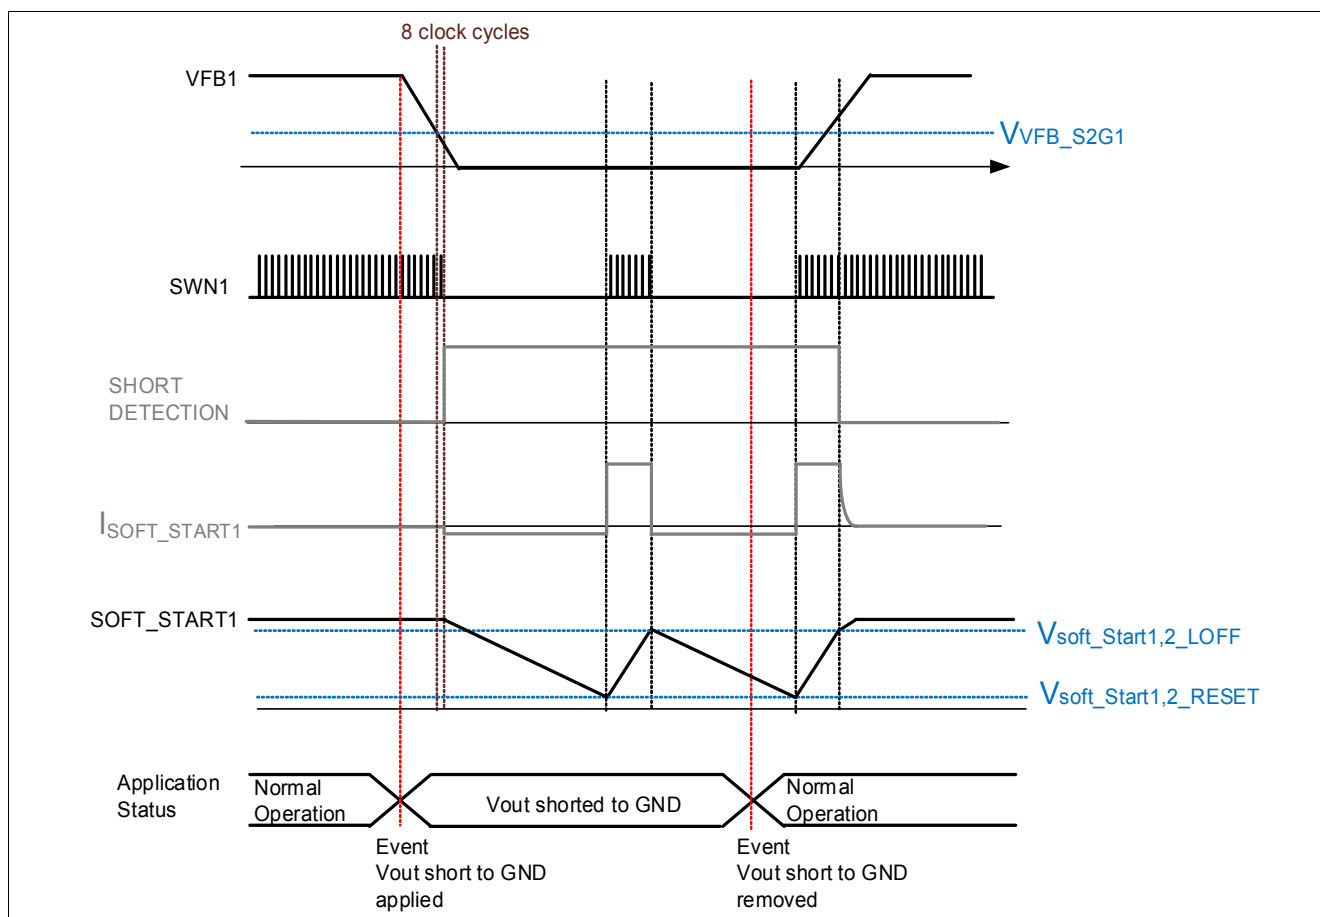 8 clock cycles
VFB1
VVFB_S2G1
SWN1
SHORT
DETECTION
ISOFT_START1
SOFT_START1
Vsoft_Start1,2_LOFF
Vsoft_Start1,2_RESET
Application
Status
Normal
Operation
Vout shorted to GND
Normal
Operation
Event
Vout short to GND
applied
Event
Vout short to GND
removed